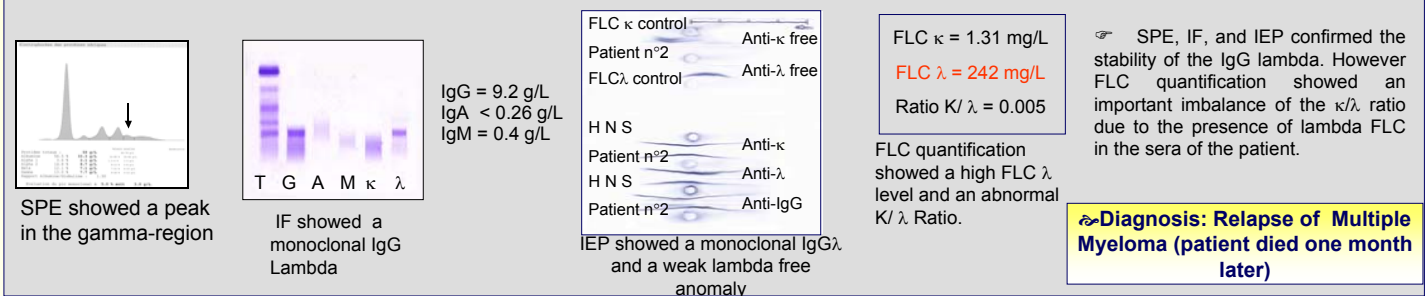 SPE showed a peak
in the gamma-region
T G A M κ λ
IF showed a
monoclonal IgG
Lambda
IgG = 9.2 g/L
IgA < 0.26 g/L
IgM = 0.4 g/L
FLC κ control
Anti-κ free
Patient n°2
FLCλ control
Anti-λ free
H N S
Anti-κ
Patient n°2
Anti-λ
H N S
Patient n°2
Anti-IgG
IEP showed a monoclonal IgGλ
and a weak lambda free
anomaly
FLC κ = 1.31 mg/L
FLC λ = 242 mg/L
Ratio K/ λ = 0.005
FLC quantification
showed a high FLC λ
level and an abnormal
K/ λ Ratio.
☞ SPE, IF, and IEP confirmed the
stability of the IgG lambda. However
FLC quantification showed an
important imbalance of the κ/λ ratio
due to the presence of lambda FLC
in the sera of the patient.
Diagnosis: Relapse of Multiple
Myeloma (patient died one month
later)